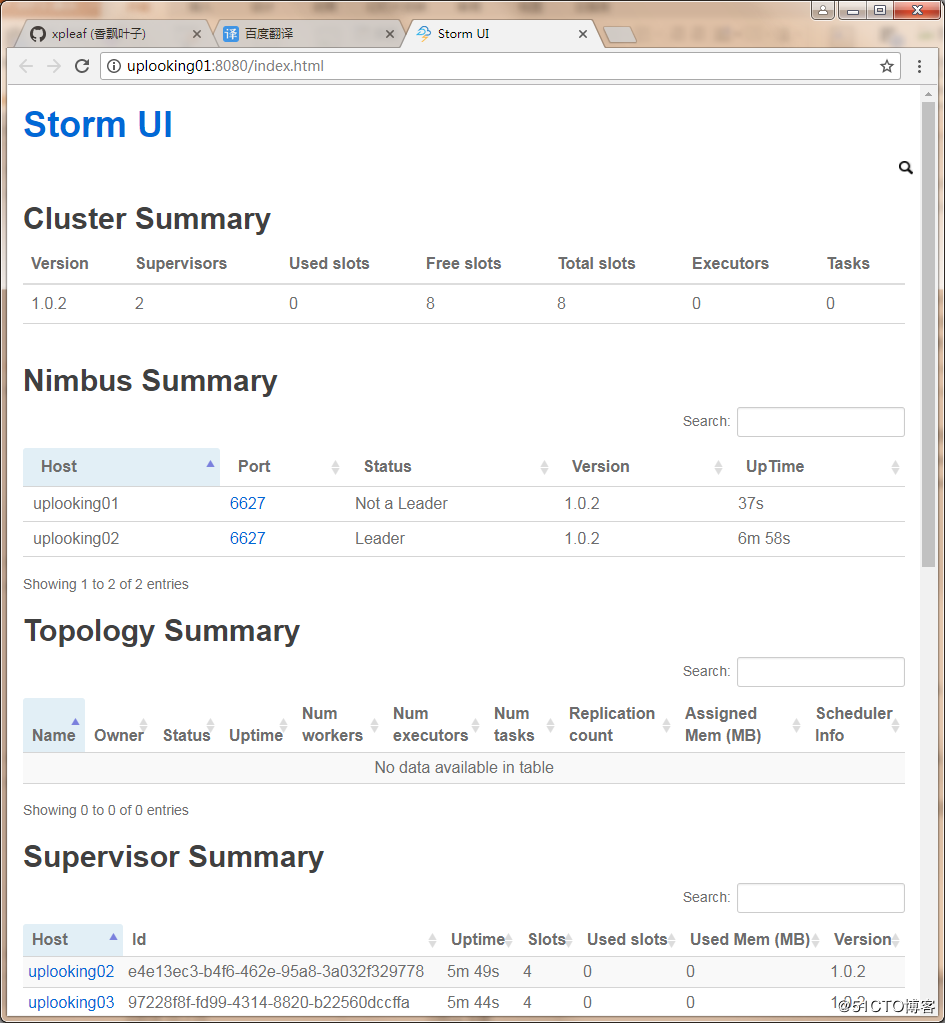 xpleaf (香飘叶子)
译 百度翻译
Storm UI
uplooking01:8080/index.html
Storm UI
Cluster Summary
Version Supervisors Used slots Free slots Total slots Executors Tasks
1.0.2 2 0 8 8 0 0
Nimbus Summary
Search:
Host Port Status Version UpTime
uplooking01 6627 Not a Leader 1.0.2 37s
uplooking02 6627 Leader 1.0.2 6m 58s
Showing 1 to 2 of 2 entries
Topology Summary
Search:
Name Owner Status Uptime Num workers Num executors Num tasks Replication count Assigned Mem (MB) Scheduler Info
No data available in table
Showing 0 to 0 of 0 entries
Supervisor Summary
Search:
Host Id Uptime Slots Used slots Used Mem (MB) Version
uplooking02 e4e13ec3-b4f6-462e-95a8-3a032f329778 5m 49s 4 0 0 1.0.2
uplooking03 97228f8f-fd99-4314-8820-b22560dccffa 5m 44s 4 0 0 1.0.2
@51CTO博客